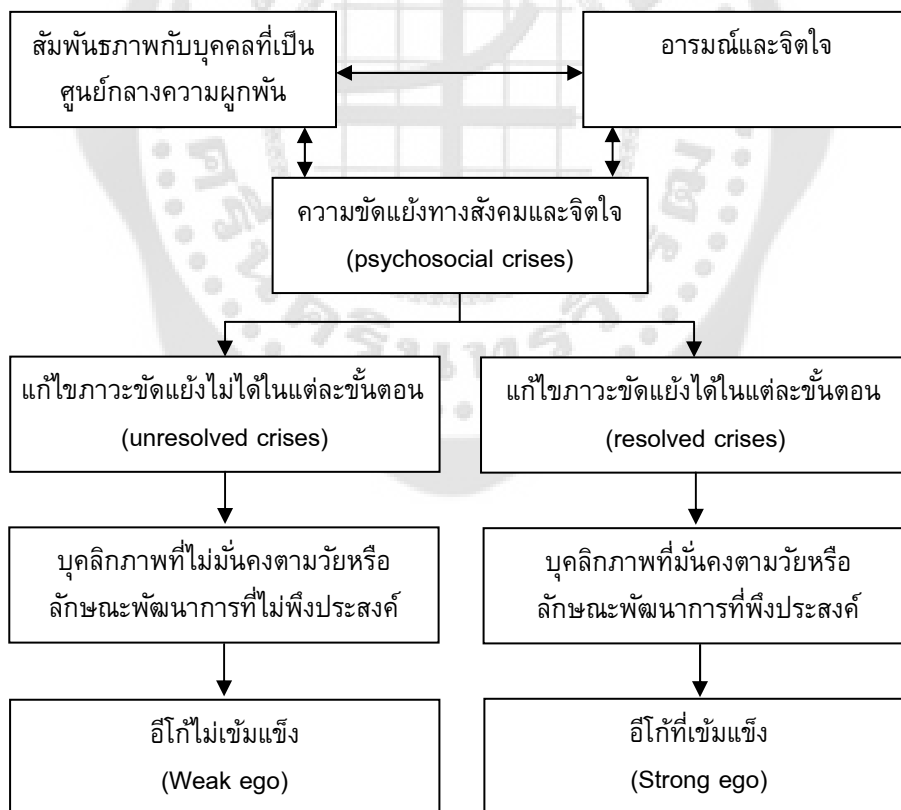 สัมพันธภาพกับบุคคลที่เป็น
ศูนย์กลางความผูกพัน
อารมณ์และจิตใจ
ความขัดแย้งทางสังคมและจิตใจ
(psychosocial crises)
แก้ไขภาวะขัดแย้งไม่ได้ในแต่ละขั้นตอน
(unresolved crises)
แก้ไขภาวะขัดแย้งได้ในแต่ละขั้นตอน
(resolved crises)
บุคลิกภาพที่ไม่มั่นคงตามวัยหรือ
ลักษณะพัฒนาการที่ไม่พึงประสงค์
บุคลิกภาพที่มั่นคงตามวัยหรือ
ลักษณะพัฒนาการที่พึงประสงค์
อีโก้ไม่เข้มแข็ง
(Weak ego)
อีโก้ที่เข้มแข็ง
(Strong ego)